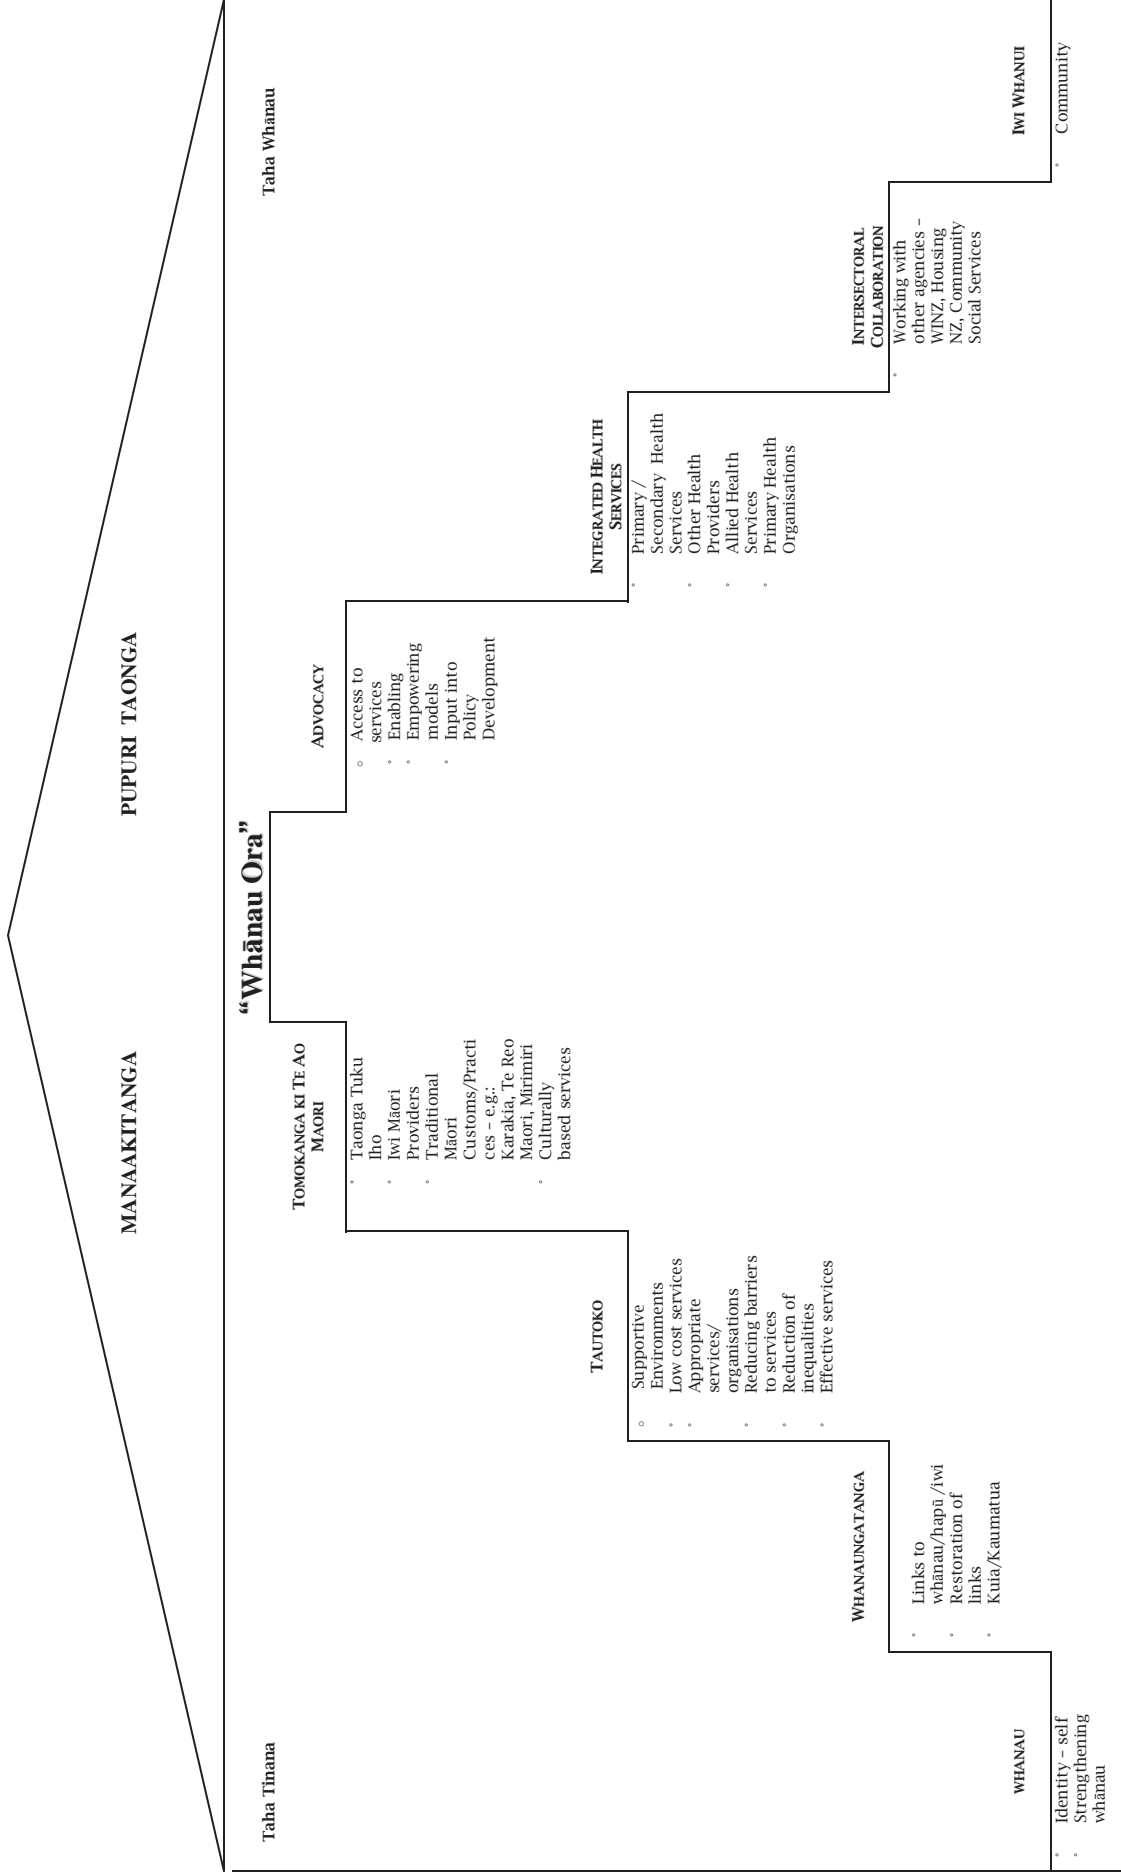 MANAAKITANGA
PUPURI TAONGA
Taha Tinana
“Whānau Ora”
Taha Whānau
WHANAU
◦ Identity – self
◦ Strengthening
whānau
WHANAUNGATANGA
◦ Links to
whānau/hapū /iwi
◦ Restoration of
links
◦ Kuia/Kaumatua
TAUTOKO
○ Supportive
Environments
◦ Low cost services
◦ Appropriate
services/
organisations
◦ Reducing barriers
to services
◦ Reduction of
inequalities
◦ Effective services
TOMOKANGA KI TE AO
MAORI
◦ Taonga Tuku
Iho
◦ Iwi Māori
Providers
◦ Traditional
Māori
Customs/Practi
ces – e.g.:
Karakia, Te Reo
Maori, Mirimiri
◦ Culturally
based services
ADVOCACY
○ Access to
services
◦ Enabling
◦ Empowering
models
◦ Input into
Policy
Development
INTEGRATED HEALTH
SERVICES
◦ Primary /
Secondary Health
Services
◦ Other Health
Providers
◦ Allied Health
Services
◦ Primary Health
Organisations
INTERSECTORAL
COLLABORATION
◦ Working with
other agencies –
WINZ, Housing
NZ, Community
Social Services
IWI WHANUI
◦ Community